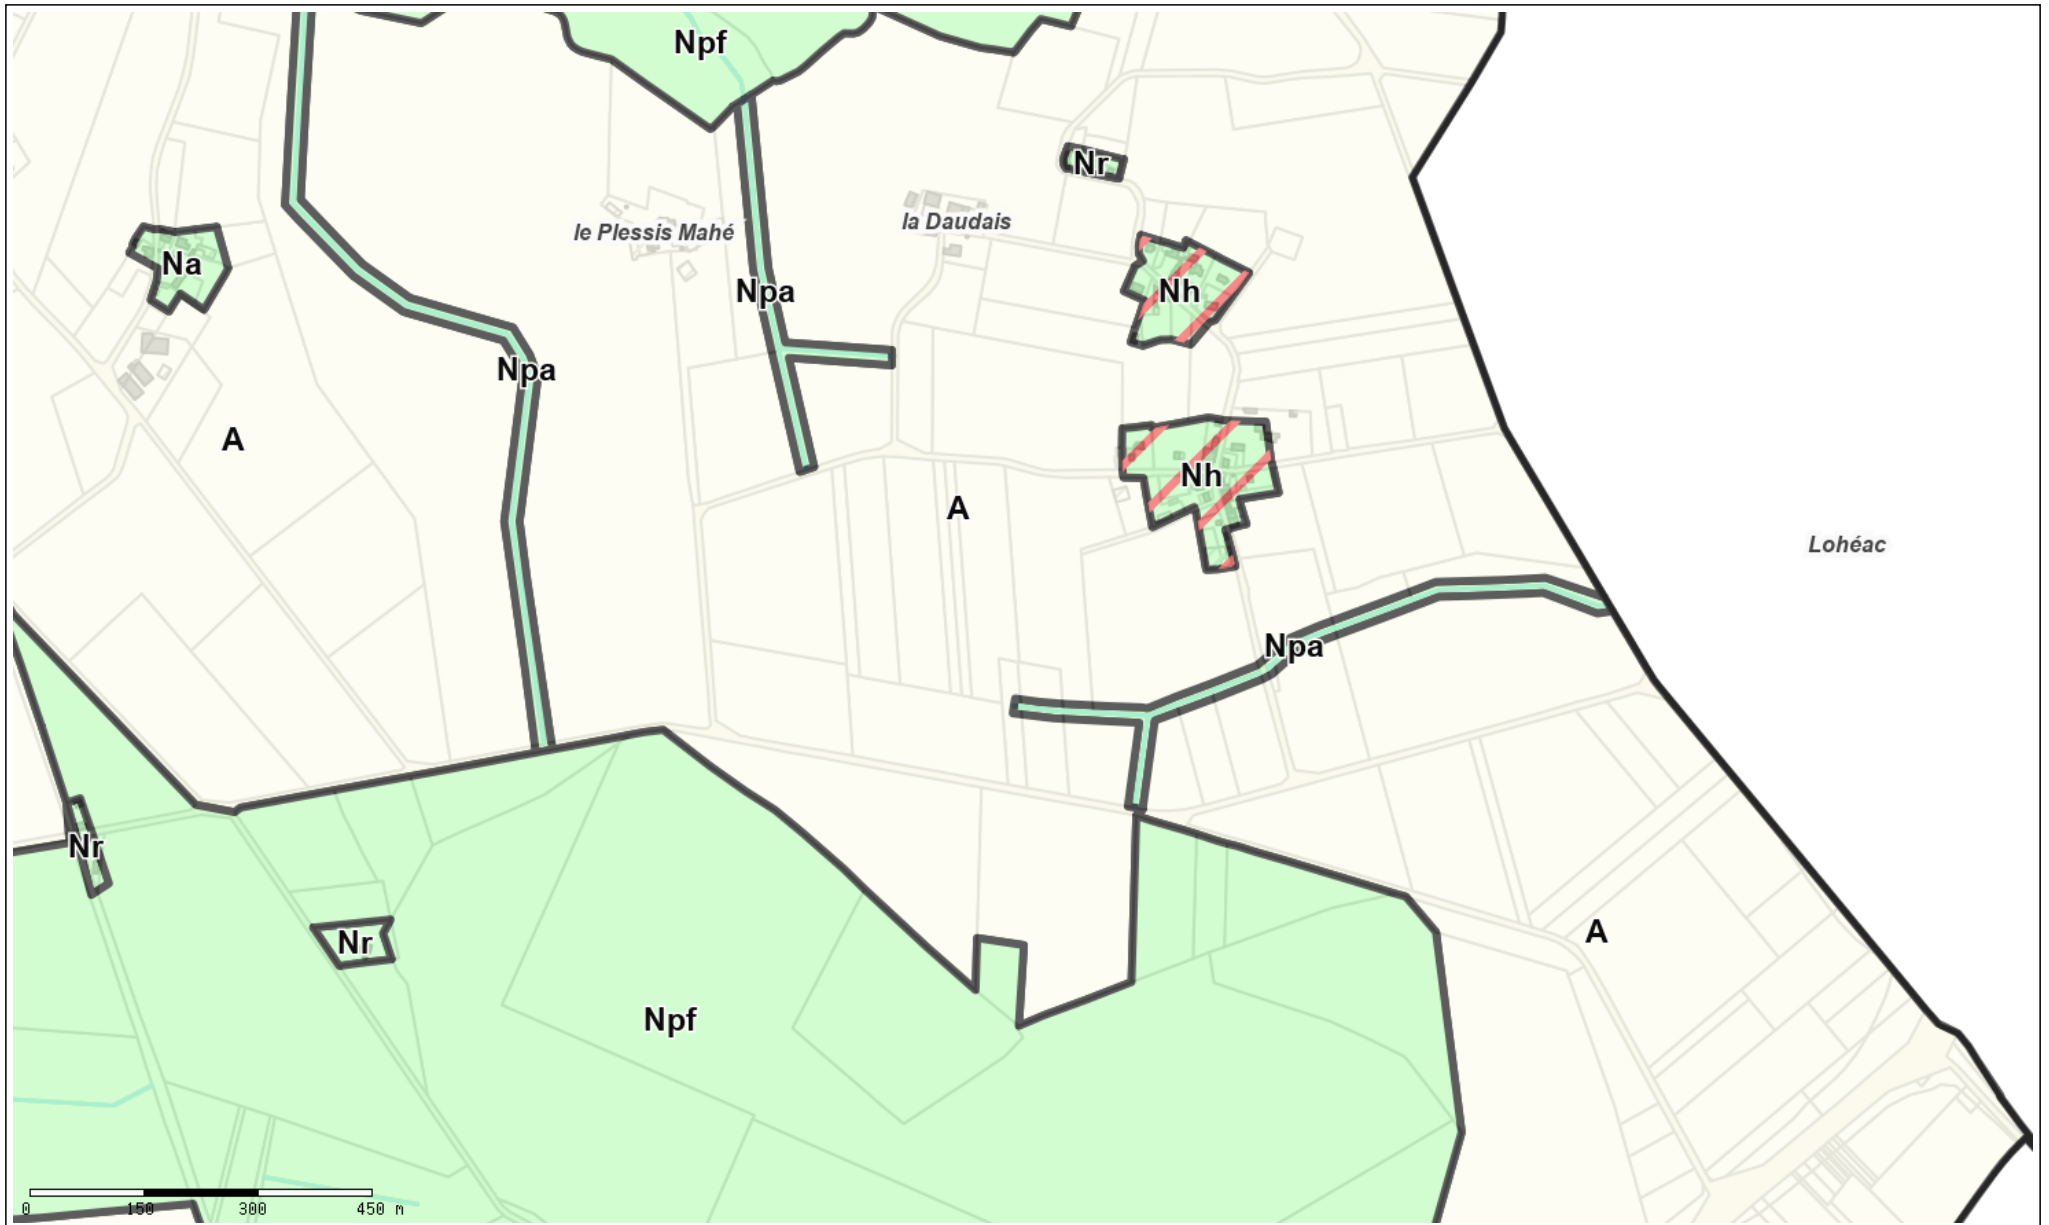 Npf
Nr
le Plessis Mahé
la Daudais
Na
Npa
Nh
Npa
A
Nh
A
Lohéac
Npa
Nr
A
Nr
Npf
0 150 300 450 m